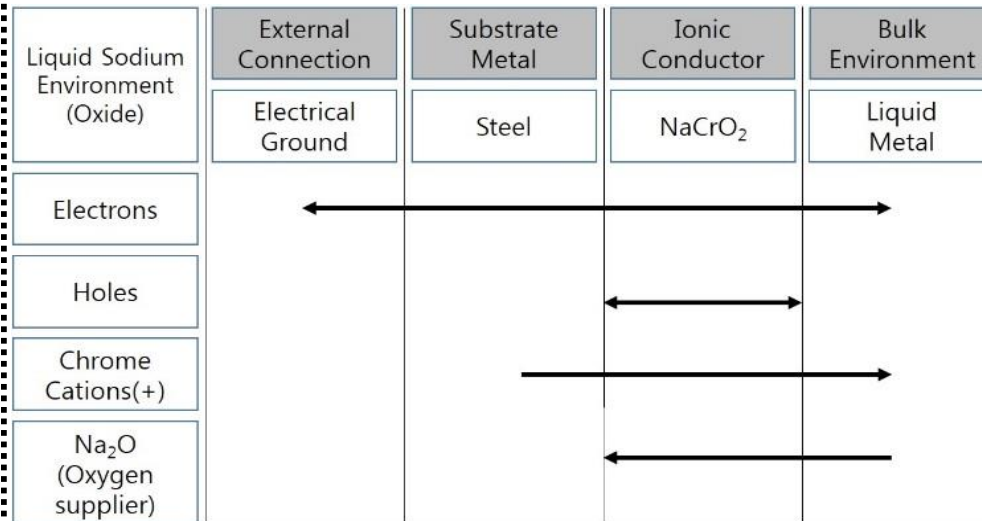 Liquid Sodium
Environment
(Oxide)
External
Connection
Substrate
Metal
Ionic
Conductor
Bulk
Environment
Electrical
Ground
Steel
NaCrO₂
Liquid
Metal
Electrons
Holes
Chrome
Cations(+)
Na₂O
(Oxygen
supplier)